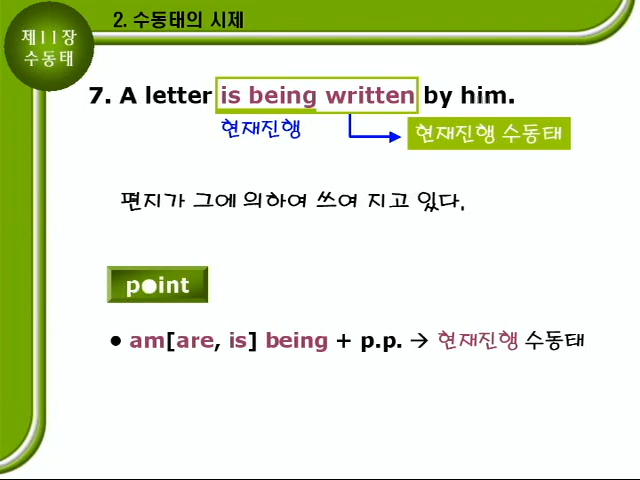 제11장
수동태
2. 수동태의 시제
7. A letter is being written by him.
현재진행
현재진행 수동태
편지가 그에 의하여 쓰여 지고 있다.
point
• am[are, is] being + p.p. → 현재진행 수동태